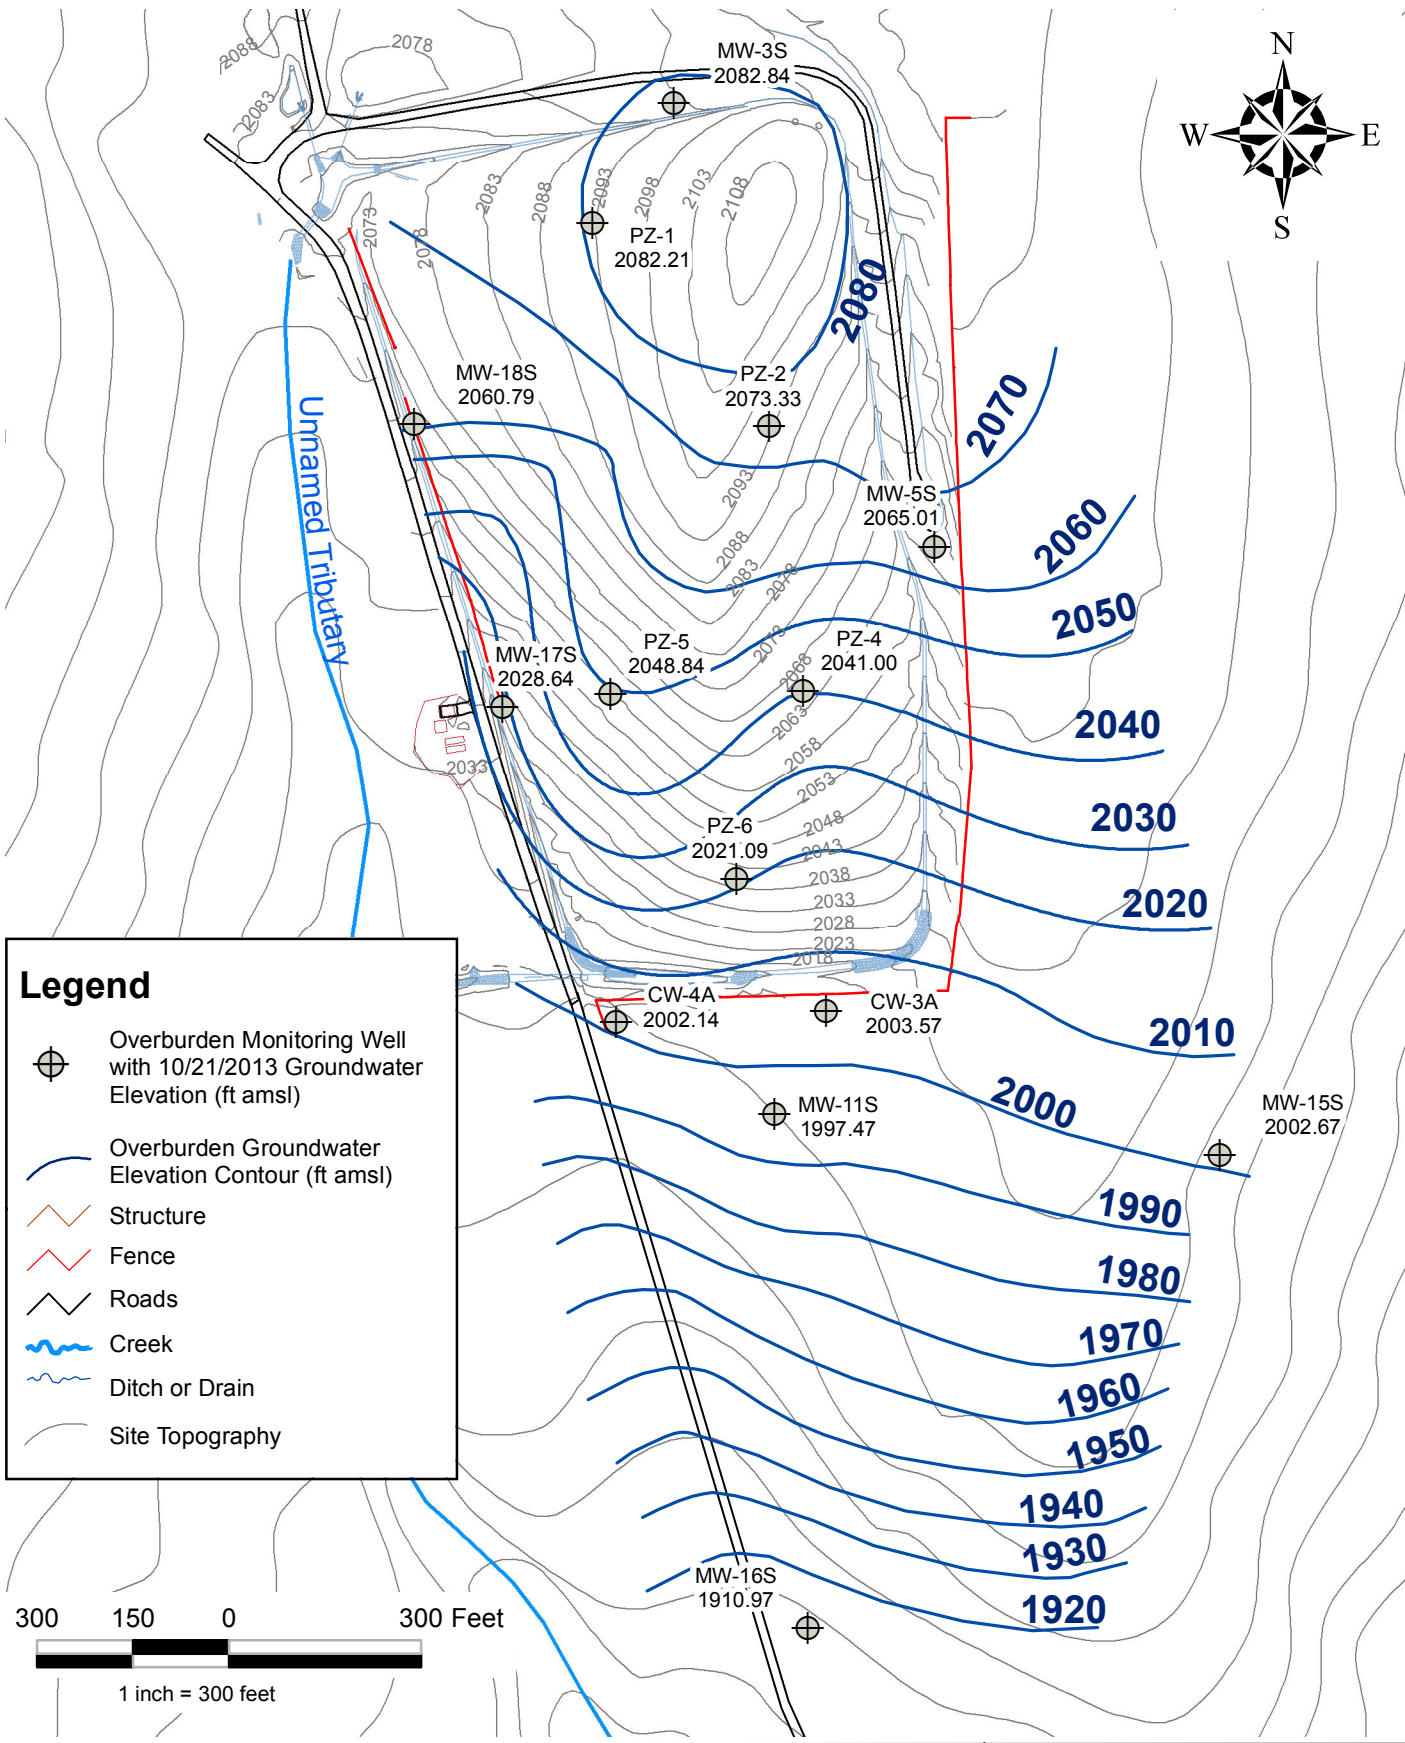 2088
2078
2083
MW-3S
2082.84
N
W
E
S
2083
2088
2093
2098
2103
2108
2073
2078
PZ-1
2082.21
2080
MW-18S
2060.79
PZ-2
2073.33
2070
Unnamed Tributary
2093
MW-5S
2065.01
2060
2088
2083
2078
2050
MW-17S
2028.64
PZ-5
2048.84
2073
PZ-4
2041.00
2068
2063
2040
2033
2058
2053
2030
PZ-6
2021.09
2048
2043
2038
2033
2020
2028
2023
2018
CW-4A
2002.14
CW-3A
2003.57
2010
2000
MW-11S
1997.47
MW-15S
2002.67
1990
1980
1970
1960
1950
1940
1930
1920
MW-16S
1910.97
Legend
Overburden Monitoring Well
with 10/21/2013 Groundwater
Elevation (ft amsl)
Overburden Groundwater
Elevation Contour (ft amsl)
Structure
Fence
Roads
Creek
Ditch or Drain
Site Topography
300 150 0 300 Feet
1 inch = 300 feet